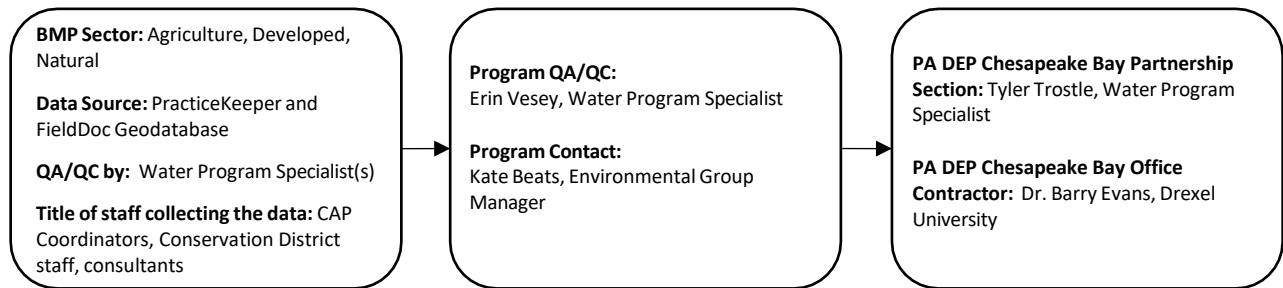 BMP Sector: Agriculture, Developed,
Natural
Data Source: PracticeKeeper and
FieldDoc Geodatabase
QA/QC by: Water Program Specialist(s)
Title of staff collecting the data: CAP
Coordinators, Conservation District
staff, consultants
Program QA/QC:
Erin Vesey, Water Program Specialist
Program Contact:
Kate Beats, Environmental Group
Manager
PA DEP Chesapeake Bay Partnership
Section: Tyler Trostle, Water Program
Specialist
PA DEP Chesapeake Bay Office
Contractor: Dr. Barry Evans, Drexel
University